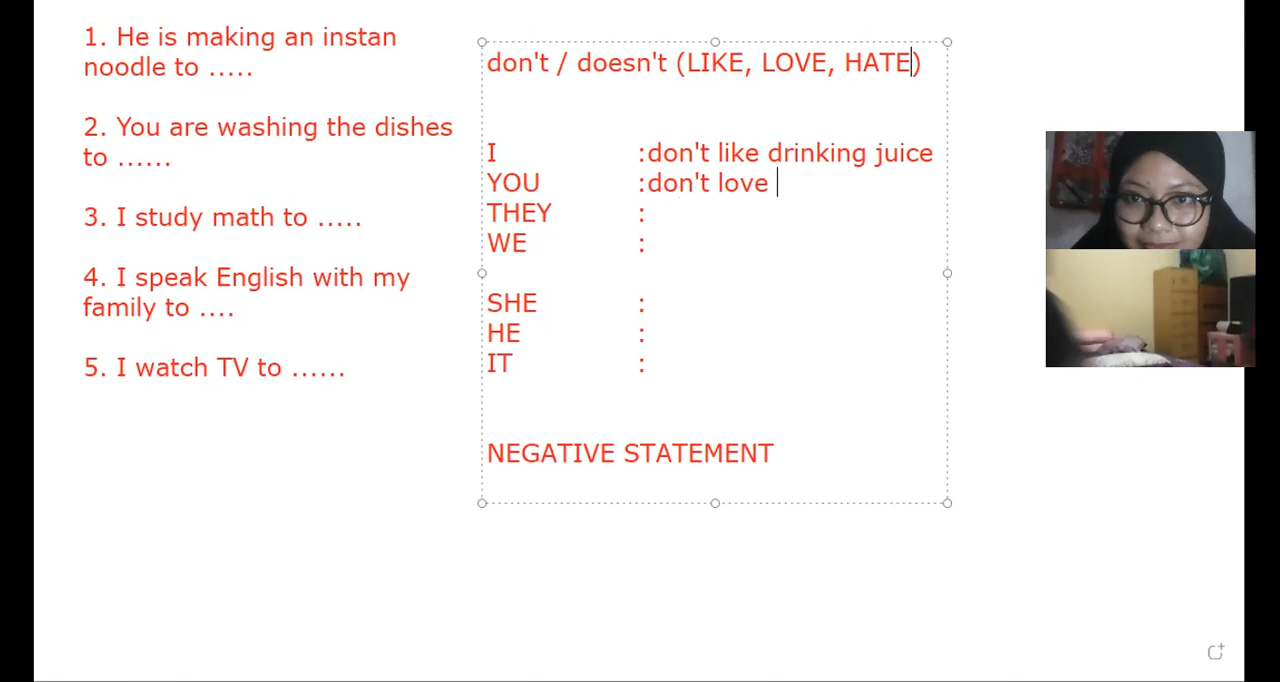 1. He is making an instan
noodle to .....
2. You are washing the dishes
to ......
3. I study math to .....
4. I speak English with my
family to ....
5. I watch TV to ......
don't / doesn't (LIKE, LOVE, HATE)
I :don't like drinking juice
YOU :don't love
THEY :
WE :
SHE :
HE :
IT :
NEGATIVE STATEMENT